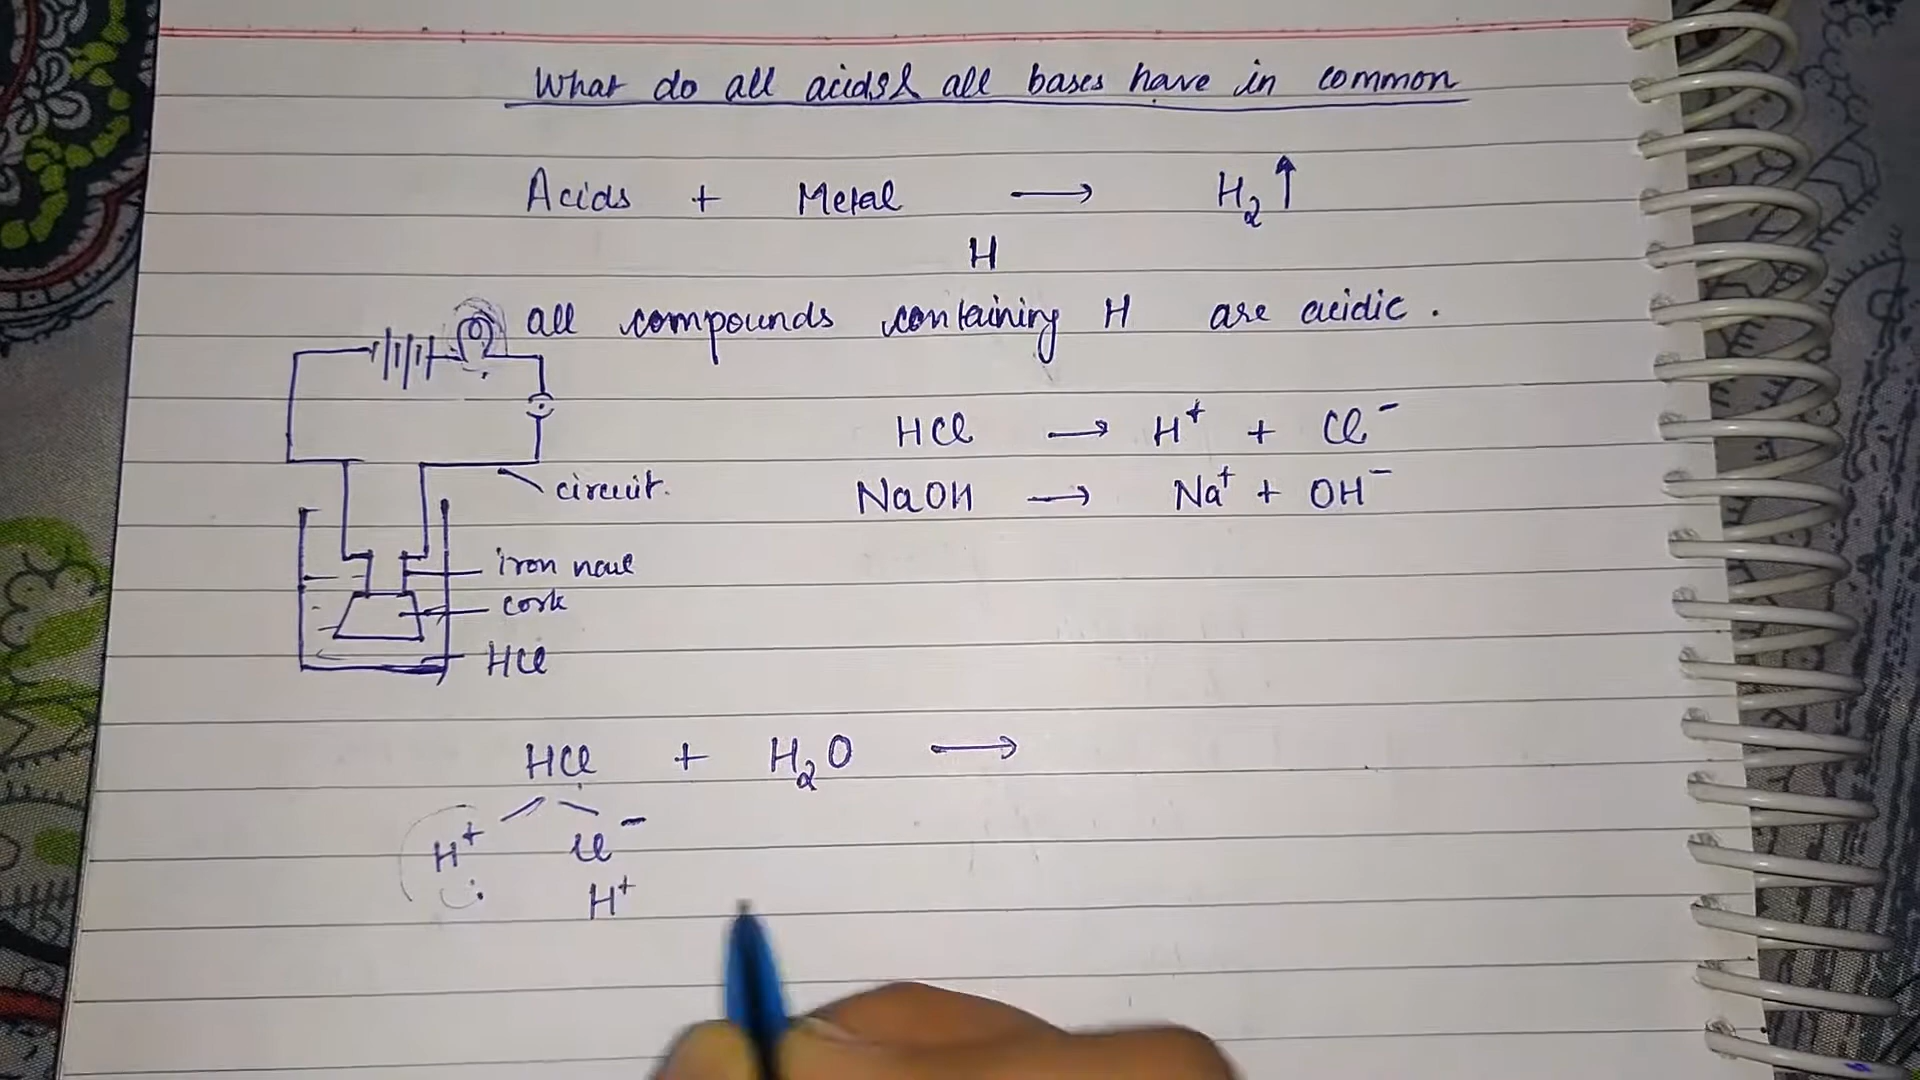 What do all acids & all bases have in common
Acids + Metal ⟶ H₂↑
H
all compounds containing H are acidic.
HCl ⟶ H⁺ + Cl⁻
NaOH ⟶ Na⁺ + OH⁻
circuit.
iron nail
cork
HCl
HCl + H₂O ⟶
H⁺ Cl⁻
H⁺